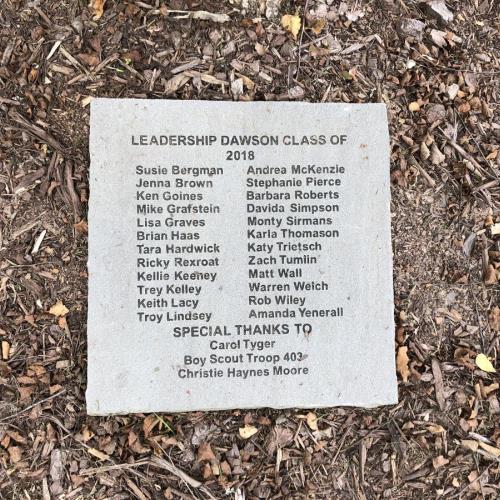 LEADERSHIP DAWSON CLASS OF
2018
Susie Bergman Andrea McKenzie
Jenna Brown Stephanie Pierce
Ken Goines Barbara Roberts
Mike Grafstein Davida Simpson
Lisa Graves Monty Sirmans
Brian Haas Karla Thomason
Tara Hardwick Katy Trietsch
Ricky Rexroat Zach Tumlin
Kellie Keeney Matt Wall
Trey Kelley Warren Welch
Keith Lacy Rob Wiley
Troy Lindsey Amanda Yenerall
SPECIAL THANKS TO
Carol Tyger
Boy Scout Troop 403
Christie Haynes Moore